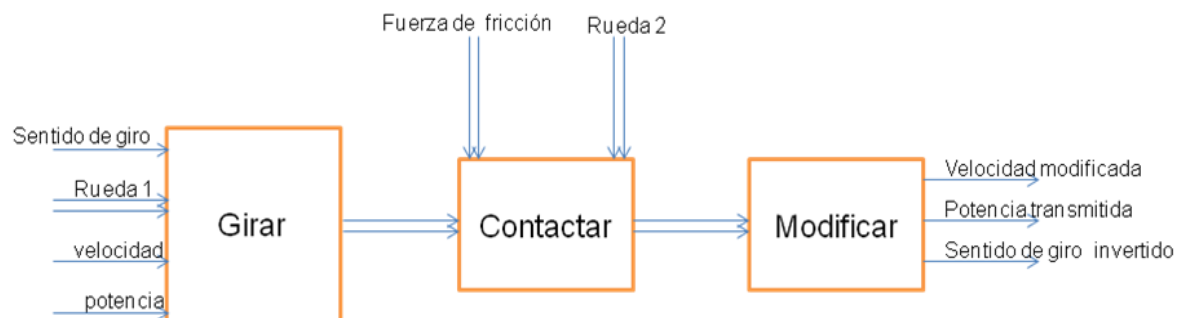 Fuerza de fricción
Rueda 2
Sentido de giro
Rueda 1
velocidad
potencia
Girar
Contactar
Modificar
Velocidad modificada
Potencia transmitida
Sentido de giro invertido